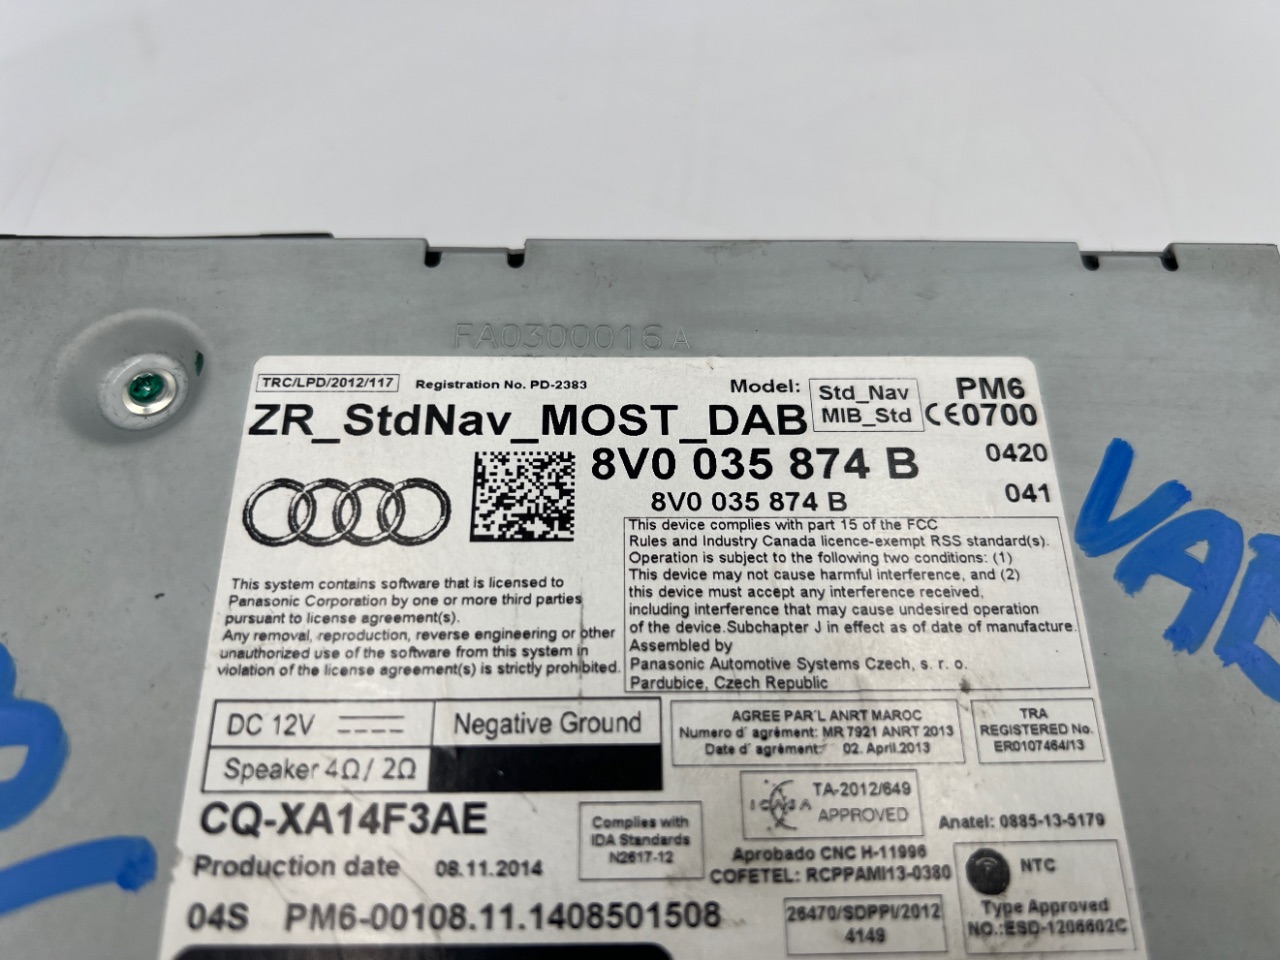 FA0300016 A
TRC/LPD/2012/117
Registration No. PD-2383
Model:
Std_Nav
MIB_Std
PM6
CE0700
ZR_StdNav_MOST_DAB
8V0 035 874 B
0420
8V0 035 874 B
041
This device complies with part 15 of the FCC
Rules and Industry Canada licence-exempt RSS standard(s).
Operation is subject to the following two conditions: (1)
This device may not cause harmful interference, and (2)
this device must accept any interference received,
including interference that may cause undesired operation
of the device.Subchapter J in effect as of date of manufacture.
Assembled by
Panasonic Automotive Systems Czech, s. r. o.
Pardubice, Czech Republic
This system contains software that is licensed to
Panasonic Corporation by one or more third parties
pursuant to license agreement(s).
Any removal, reproduction, reverse engineering or other
unauthorized use of the software from this system in
violation of the license agreement(s) is strictly prohibited.
DC 12V
Negative Ground
Speaker 4Ω/ 2Ω
AGREE PAR'L ANRT MAROC
Numero d' agrément: MR 7921 ANRT 2013
Date d' agrément: 02. April.2013
TRA
REGISTERED No.
ER0107464/13
TA-2012/649
APPROVED
CQ-XA14F3AE
Complies with
IDA Standards
N2617-12
Anatel: 0885-13-5179
Production date 08.11.2014
Aprobado CNC H-11996
COFETEL: RCPPAMI13-0380
NTC
Type Approved
NO.:ESD-1206602C
04S PM6-00108.11.1408501508
26470/SDPPI/2012
4149